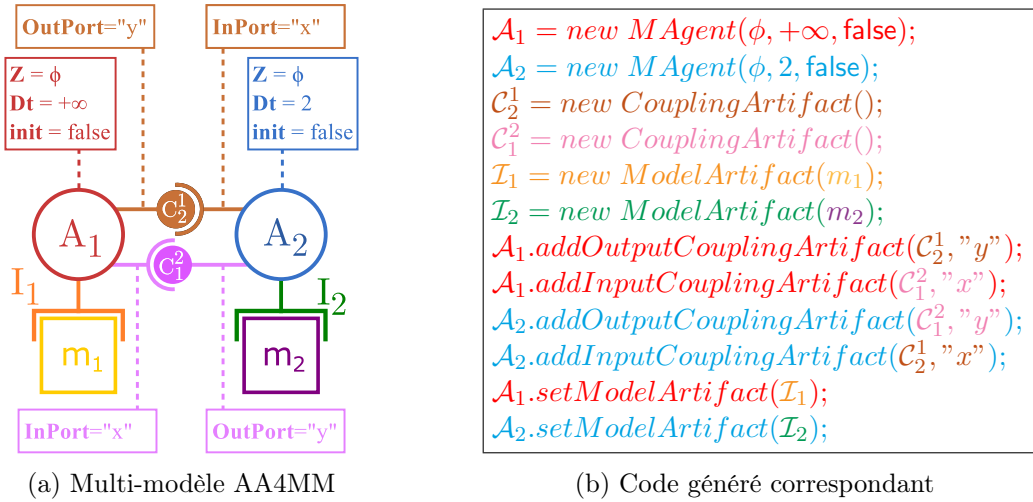 OutPort="y"
InPort="x"
Z = ϕ
Dt = +∞
init = false
Z = ϕ
Dt = 2
init = false
A₁
C₂¹
A₂
C₁²
I₁
I₂
m₁
m₂
InPort="x"
OutPort="y"
(a) Multi-modèle AA4MM
𝒜₁ = new MAgent(ϕ, +∞, false);
𝒜₂ = new MAgent(ϕ, 2, false);
𝒞₂¹ = new CouplingArtifact();
𝒞₁² = new CouplingArtifact();
ℐ₁ = new ModelArtifact(m₁);
ℐ₂ = new ModelArtifact(m₂);
𝒜₁.addOutputCouplingArtifact(𝒞₂¹, ”y”);
𝒜₁.addInputCouplingArtifact(𝒞₁², ”x”);
𝒜₂.addOutputCouplingArtifact(𝒞₁², ”y”);
𝒜₂.addInputCouplingArtifact(𝒞₂¹, ”x”);
𝒜₁.setModelArtifact(ℐ₁);
𝒜₂.setModelArtifact(ℐ₂);
(b) Code généré correspondant